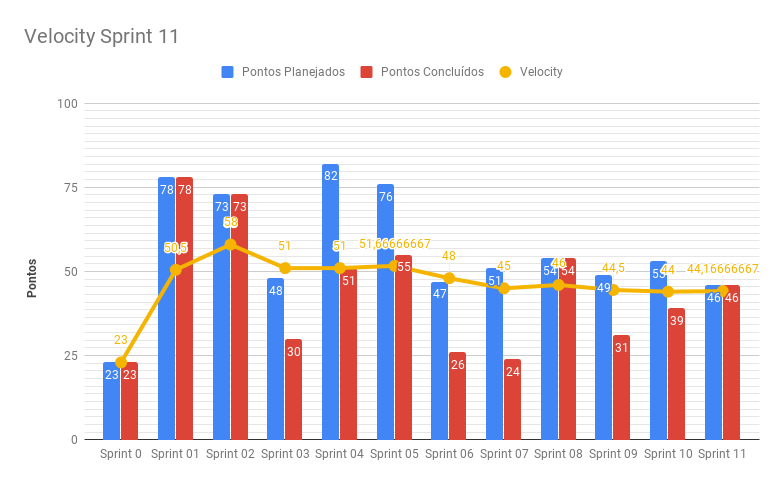 Velocity Sprint 11
Pontos Planejados Pontos Concluídos Velocity
100
75
50
25
0
Pontos
23 23 23
78 78 50,5
73 73 58
48 30 51
82 51 51
76 55 51,66666667
47 26 48
51 24 45
54 54 46
49 31 44,5
53 39 44
46 46 44,16666667
Sprint 0 Sprint 01 Sprint 02 Sprint 03 Sprint 04 Sprint 05 Sprint 06 Sprint 07 Sprint 08 Sprint 09 Sprint 10 Sprint 11